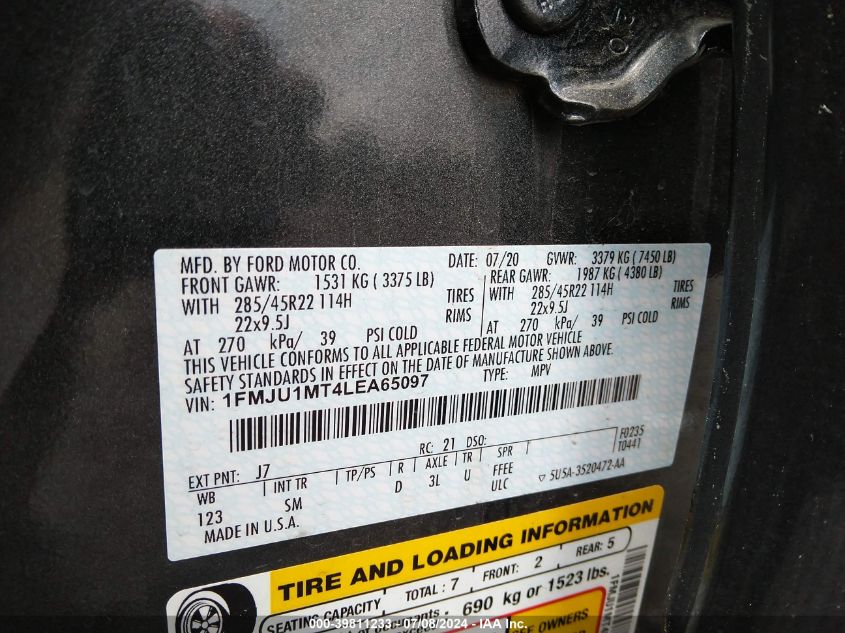 MFD. BY FORD MOTOR CO.
DATE: 07/20 GVWR: 3379 KG ( 7450 LB)
FRONT GAWR: 1531 KG ( 3375 LB)
REAR GAWR: 1987 KG ( 4380 LB)
WITH 285/45R22 114H TIRES
WITH 285/45R22 114H TIRES
22x9.5J RIMS
22x9.5J RIMS
AT 270 kPa/ 39 PSI COLD
AT 270 kPa/ 39 PSI COLD
THIS VEHICLE CONFORMS TO ALL APPLICABLE FEDERAL MOTOR VEHICLE
SAFETY STANDARDS IN EFFECT ON THE DATE OF MANUFACTURE SHOWN ABOVE.
VIN: 1FMJU1MT4LEA65097 TYPE: MPV
F0235
T0441
EXT PNT: J7 RC: 21 DSO:
WB INT TR TP/PS R AXLE TR SPR
123 SM D 3L U FFEE
ULC
5U5A-3520472-AA
MADE IN U.S.A.
TIRE AND LOADING INFORMATION
SEATING CAPACITY TOTAL : 7 FRONT: 2 REAR: 5
690 kg or 1523 lbs.
SEE OWNERS
000-39811233 - 07/08/2024 - IAA Inc.